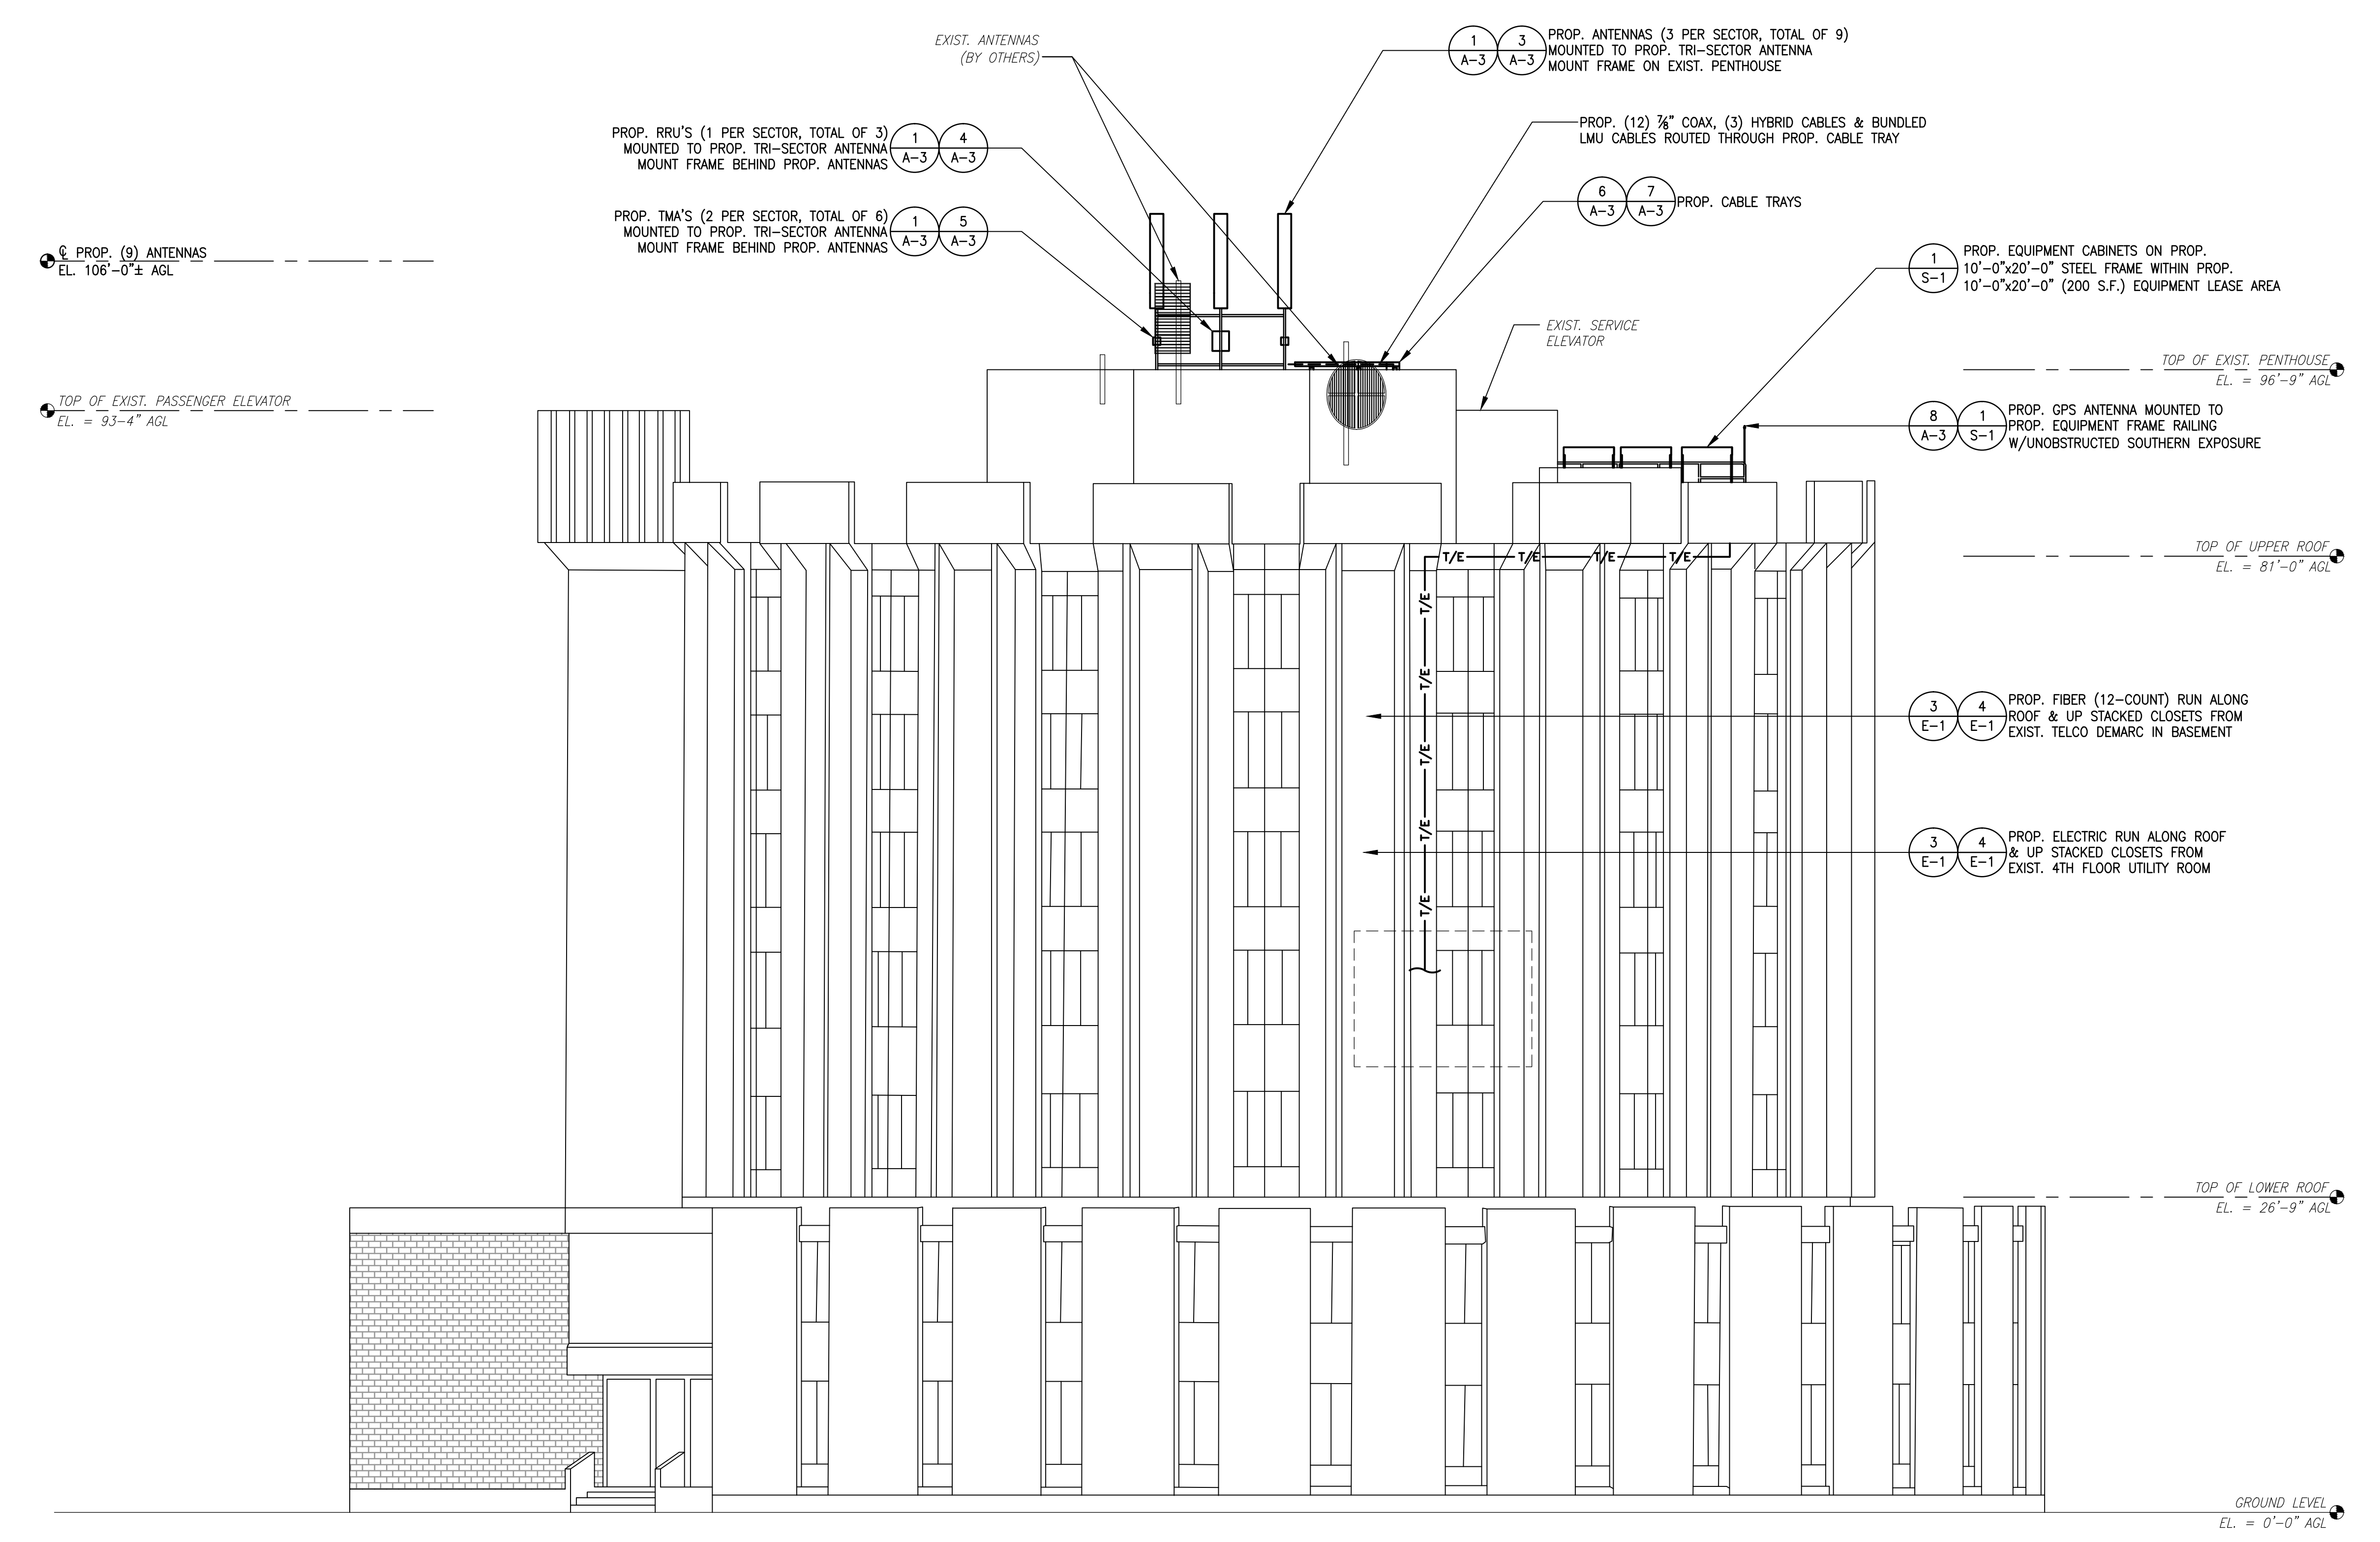 EXIST. ANTENNAS
(BY OTHERS)
1
A-3
3
A-3
PROP. ANTENNAS (3 PER SECTOR, TOTAL OF 9)
MOUNTED TO PROP. TRI-SECTOR ANTENNA
MOUNT FRAME ON EXIST. PENTHOUSE
PROP. RRU'S (1 PER SECTOR, TOTAL OF 3)
MOUNTED TO PROP. TRI-SECTOR ANTENNA
MOUNT FRAME BEHIND PROP. ANTENNAS
1
A-3
4
A-3
PROP. (12) ⅞" COAX, (3) HYBRID CABLES & BUNDLED
LMU CABLES ROUTED THROUGH PROP. CABLE TRAY
6
A-3
7
A-3
PROP. CABLE TRAYS
PROP. TMA'S (2 PER SECTOR, TOTAL OF 6)
MOUNTED TO PROP. TRI-SECTOR ANTENNA
MOUNT FRAME BEHIND PROP. ANTENNAS
1
A-3
5
A-3
℄ PROP. (9) ANTENNAS
EL. 106'-0"± AGL
1
S-1
PROP. EQUIPMENT CABINETS ON PROP.
10'-0"x20'-0" STEEL FRAME WITHIN PROP.
10'-0"x20'-0" (200 S.F.) EQUIPMENT LEASE AREA
EXIST. SERVICE
ELEVATOR
TOP OF EXIST. PENTHOUSE
EL. = 96'-9" AGL
TOP OF EXIST. PASSENGER ELEVATOR
EL. = 93-4" AGL
8
A-3
1
S-1
PROP. GPS ANTENNA MOUNTED TO
PROP. EQUIPMENT FRAME RAILING
W/UNOBSTRUCTED SOUTHERN EXPOSURE
TOP OF UPPER ROOF
EL. = 81'-0" AGL
T/E
T/E
T/E
T/E
T/E
T/E
T/E
T/E
T/E
3
E-1
4
E-1
PROP. FIBER (12-COUNT) RUN ALONG
ROOF & UP STACKED CLOSETS FROM
EXIST. TELCO DEMARC IN BASEMENT
3
E-1
4
E-1
PROP. ELECTRIC RUN ALONG ROOF
& UP STACKED CLOSETS FROM
EXIST. 4TH FLOOR UTILITY ROOM
TOP OF LOWER ROOF
EL. = 26'-9" AGL
GROUND LEVEL
EL. = 0'-0" AGL